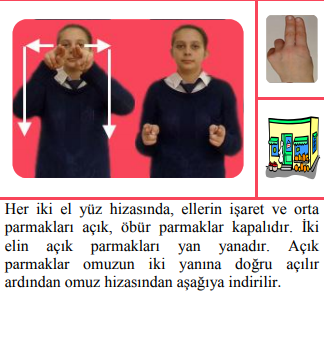 Her iki el yüz hizasında, ellerin işaret ve orta
parmakları açık, öbür parmaklar kapalıdır. İki
elin açık parmakları yan yanadır. Açık
parmaklar omuzun iki yanına doğru açılır
ardından omuz hizasından aşağıya indirilir.